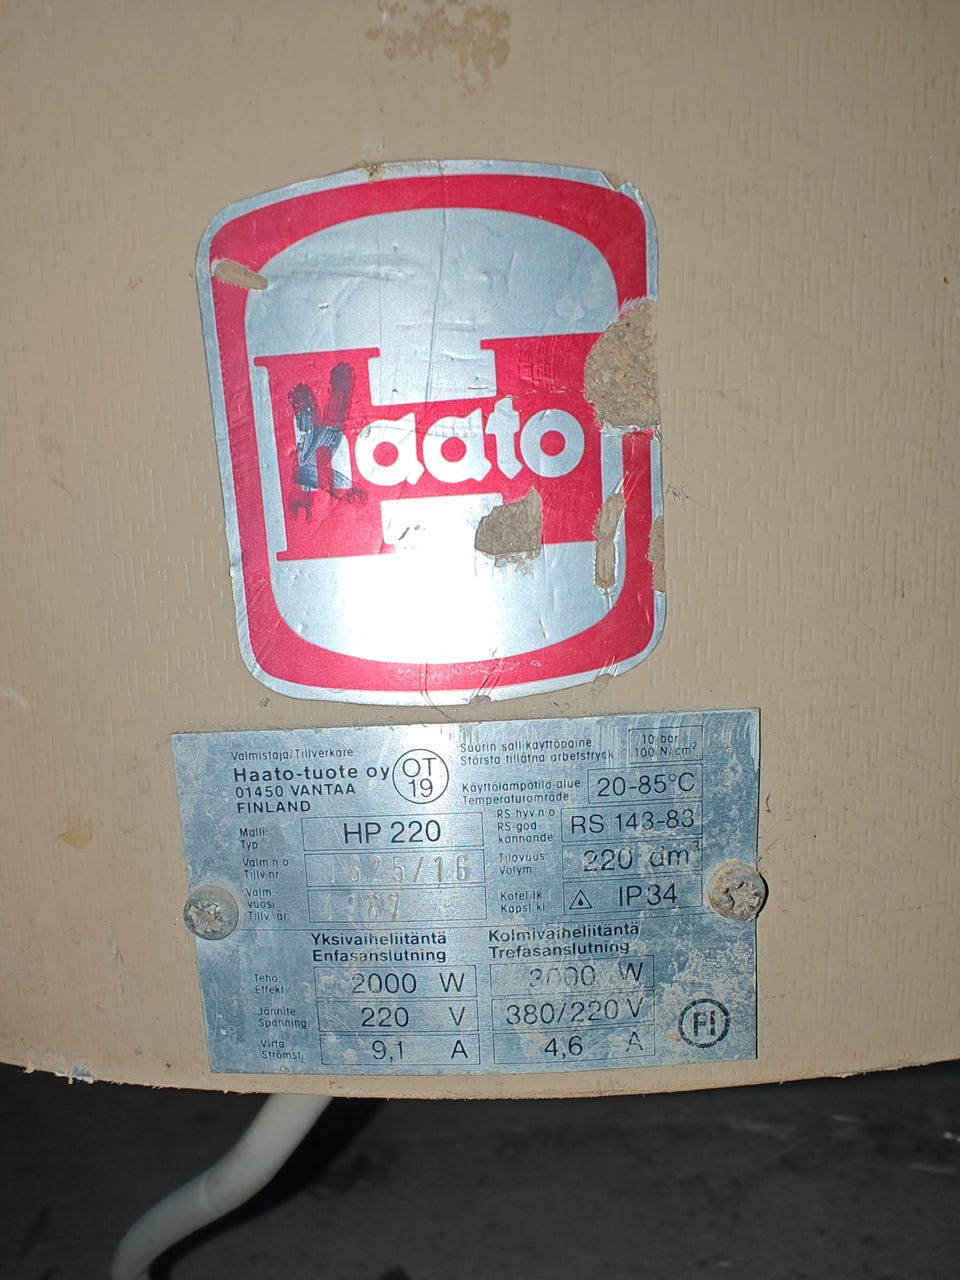 Haato
Valmistaja/Tillverkare
Haato-tuote oy
01450 VANTAA
FINLAND
OT
19
Suurin sall käyttöpaine
Största tillåtna arbetstryck
10 bar
100 N/cm²
Käyttölämpötila-alue
Temperaturområde
20-85°C
Malli
Typ
HP 220
RS hyv n:o
RS-god-
kännande
RS 143-83
Valm n:o
Tillv.nr
625/16
Tilavuus
Volym
220 dm³
Valm.
vuosi
Tillv. år
1987
Kotel lk
Kapsl kl
IP34
Yksivaiheliitäntä
Enfasanslutning
Kolmivaiheliitäntä
Trefasanslutning
Teho
Effekt
2000 W
3000 W
Jännite
Spänning
220 V
380/220 V
Virta
Strömst.
9,1 A
4,6 A
FI